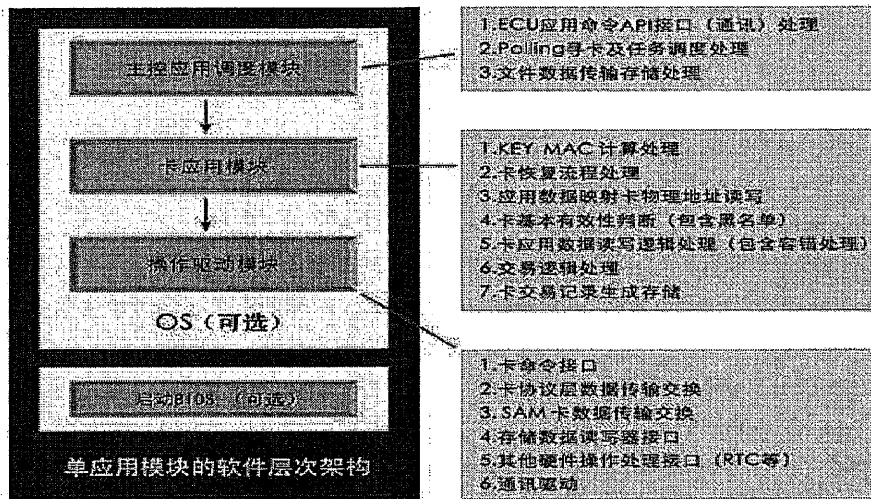 主控应用调度模块
卡应用模块
操作驱动模块
OS(可选)
启动BIOS (可选)
单应用模块的软件层次架构
1.ECU应用命令API接口(通讯)处理
2.Polling寻卡及任务调度处理
3.文件数据传输存储处理
1.KEY MAC 计算处理
2.卡恢复流程处理
3.应用数据映射卡物理地址读写
4.卡基本有效性判断(包含黑名单)
5.卡应用数据读写逻辑处理(包含容错处理)
6.交易逻辑处理
7.卡交易记录生成存储
1.卡命令接口
2.卡协议层数据传输交换
3.SAM 卡数据传输交换
4.存储数据读写器接口
5.其他硬件操作处理接口 (RTC等)
6.通讯驱动